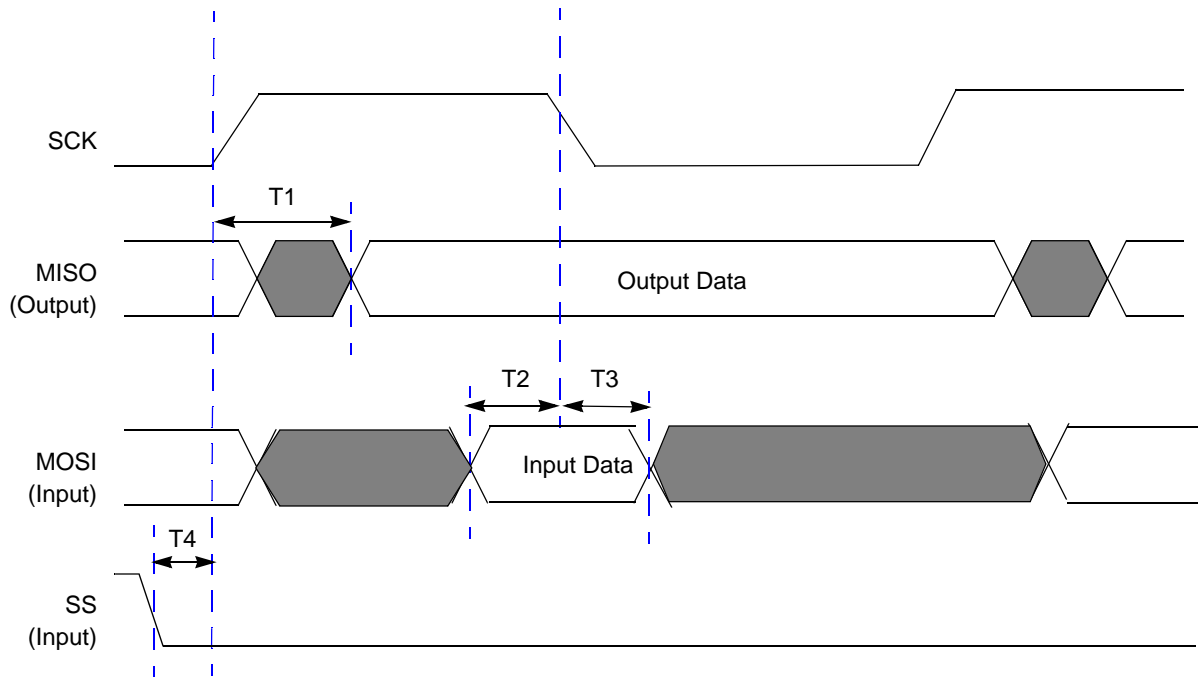 SCK
T1
MISO
(Output)
Output Data
T2
T3
MOSI
(Input)
Input Data
T4
SS
(Input)